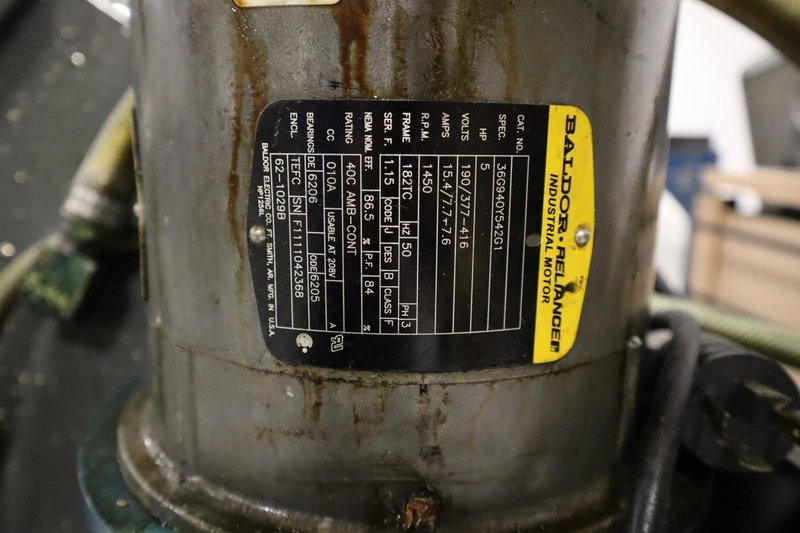 BALDOR • RELIANCER
INDUSTRIAL MOTOR
CAT. NO.
SPEC. 36G940Y542G1
HP 5
VOLTS 190/377-416
AMPS 15.4/7.7-7.6
R.P.M. 1450
FRAME 182TC HZ 50 PH 3
SER. F. 1.15 CODE J DES B CLASS F
NEMA NOM. EFF. 86.5 % P.F. 84 %
RATING 40C AMB-CONT
CC 010A USABLE AT 208V A
BEARINGS DE 6206 ODE 6205
ENCL TEFC SN F1111042368
62-1029B
BALDOR ELECTRIC CO. FT. SMITH, AR. MFG. IN U.S.A.
NP1256L